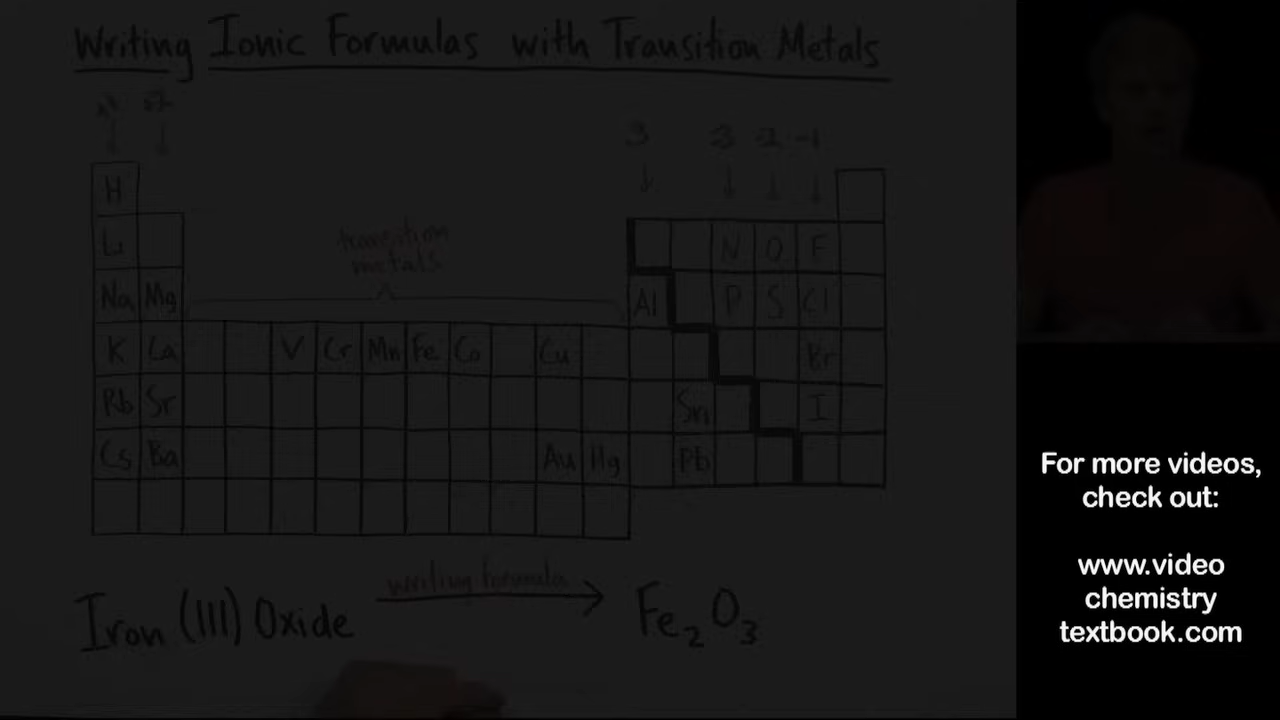 Writing Ionic Formulas with Transition Metals
3 3
H
Li N O F
transition
metals
Na Mg Al P S Cl
K Ca V Cr Mn Fe Co Cu Br
Rb Sr Sn I
Cs Ba Au Hg Pb
writing formula
Iron (III) Oxide Fe2O3
For more videos,
check out:
www.video
chemistry
textbook.com